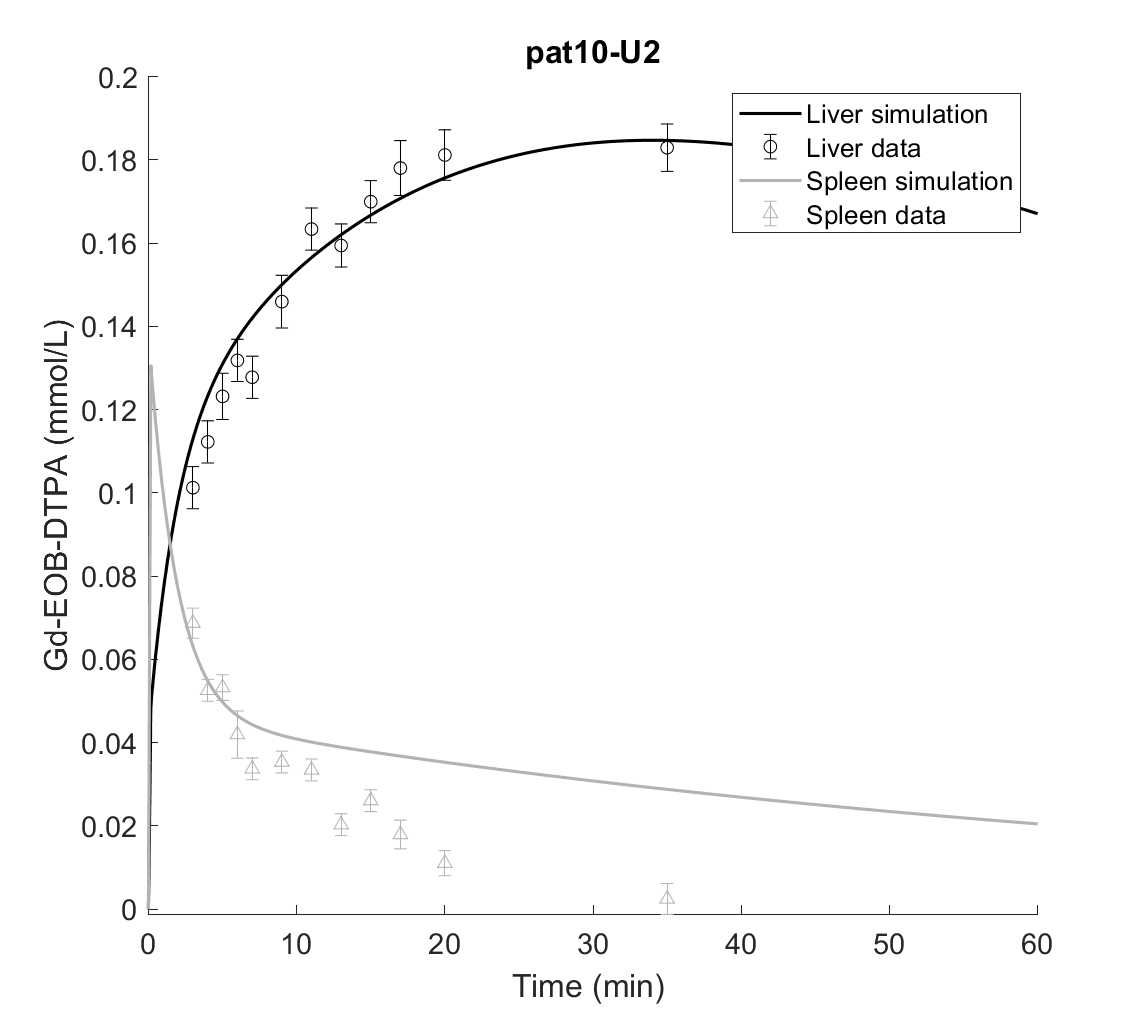 pat10-U2
Liver simulation
Liver data
Spleen simulation
Spleen data
Gd-EOB-DTPA (mmol/L)
0.2
0.18
0.16
0.14
0.12
0.1
0.08
0.06
0.04
0.02
0
0 10 20 30 40 50 60
Time (min)